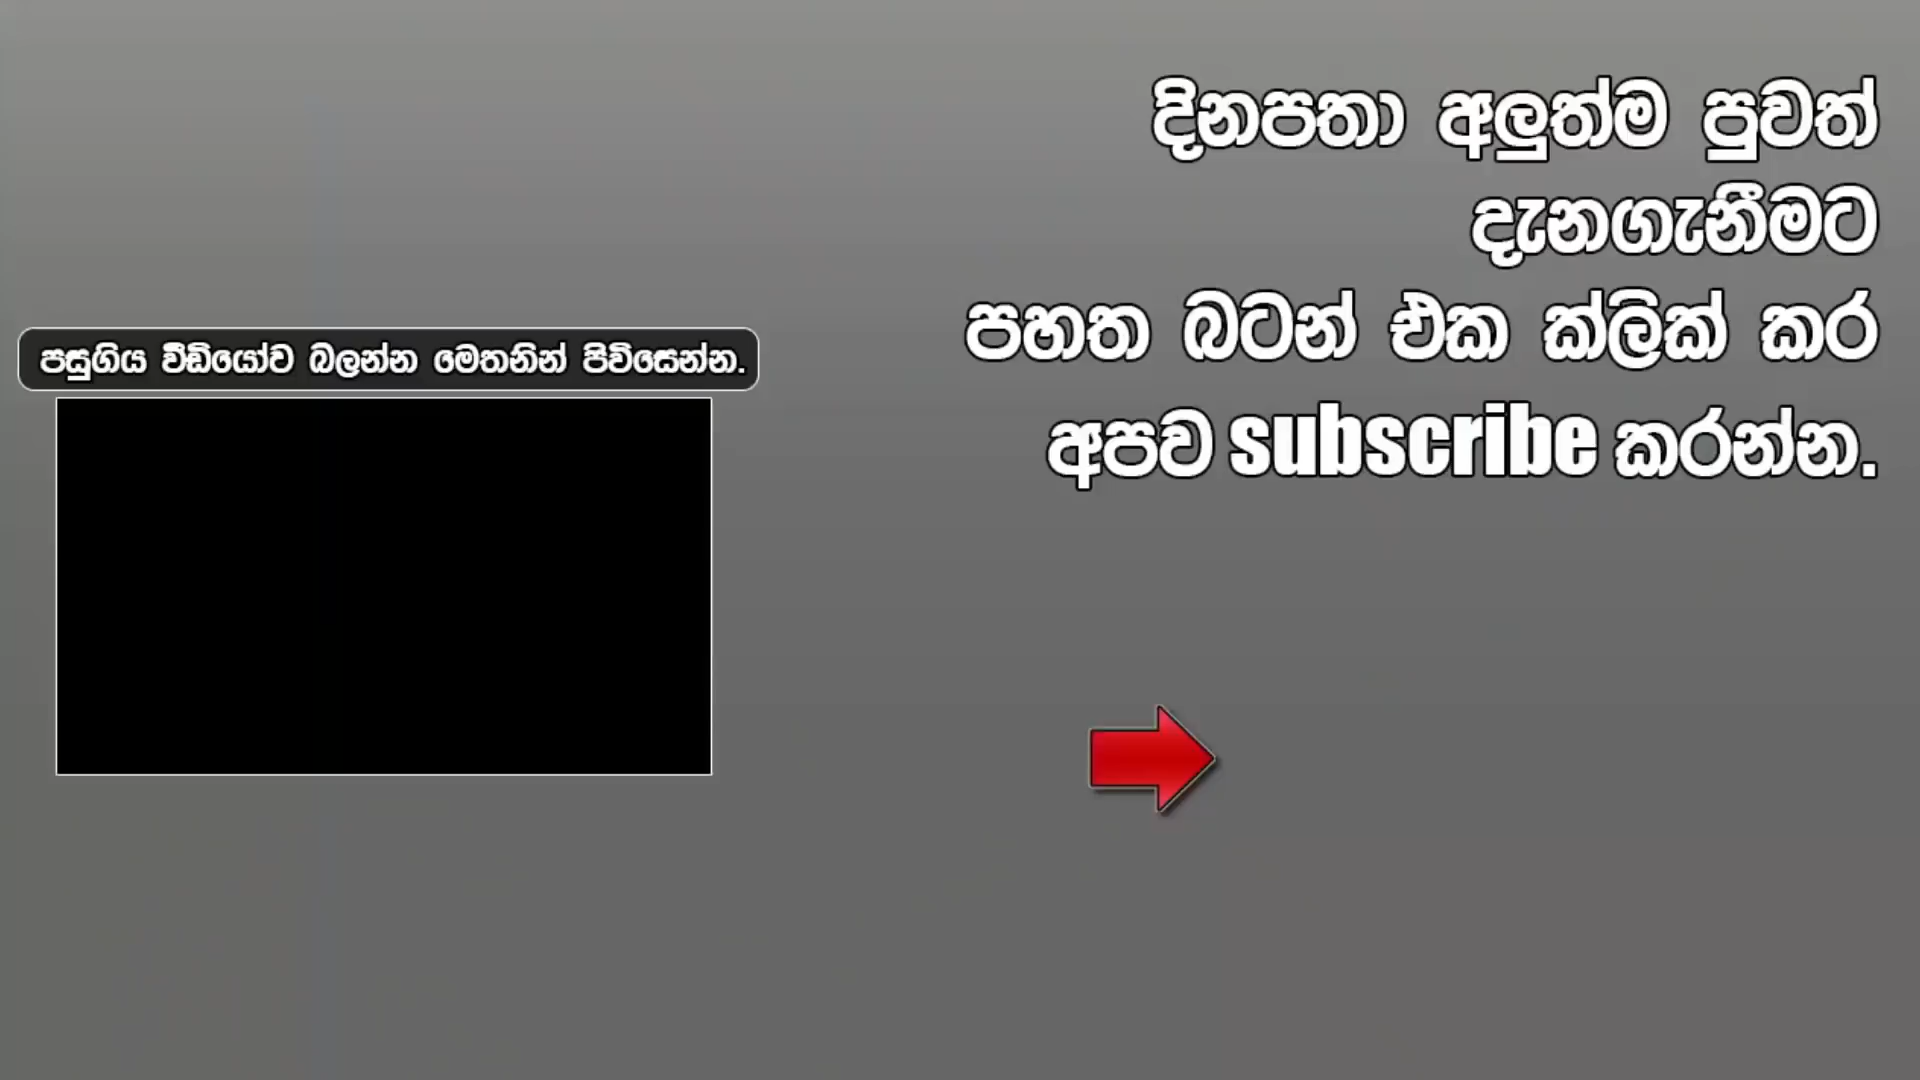 දිනපතා අලුත්ම පුවත්
දැනගැනීමට
පහත බටන් එක ක්ලික් කර
අපව subscribe කරන්න.
පසුගිය වීඩියෝව බලන්න මෙතනින් පිවිසෙන්න.